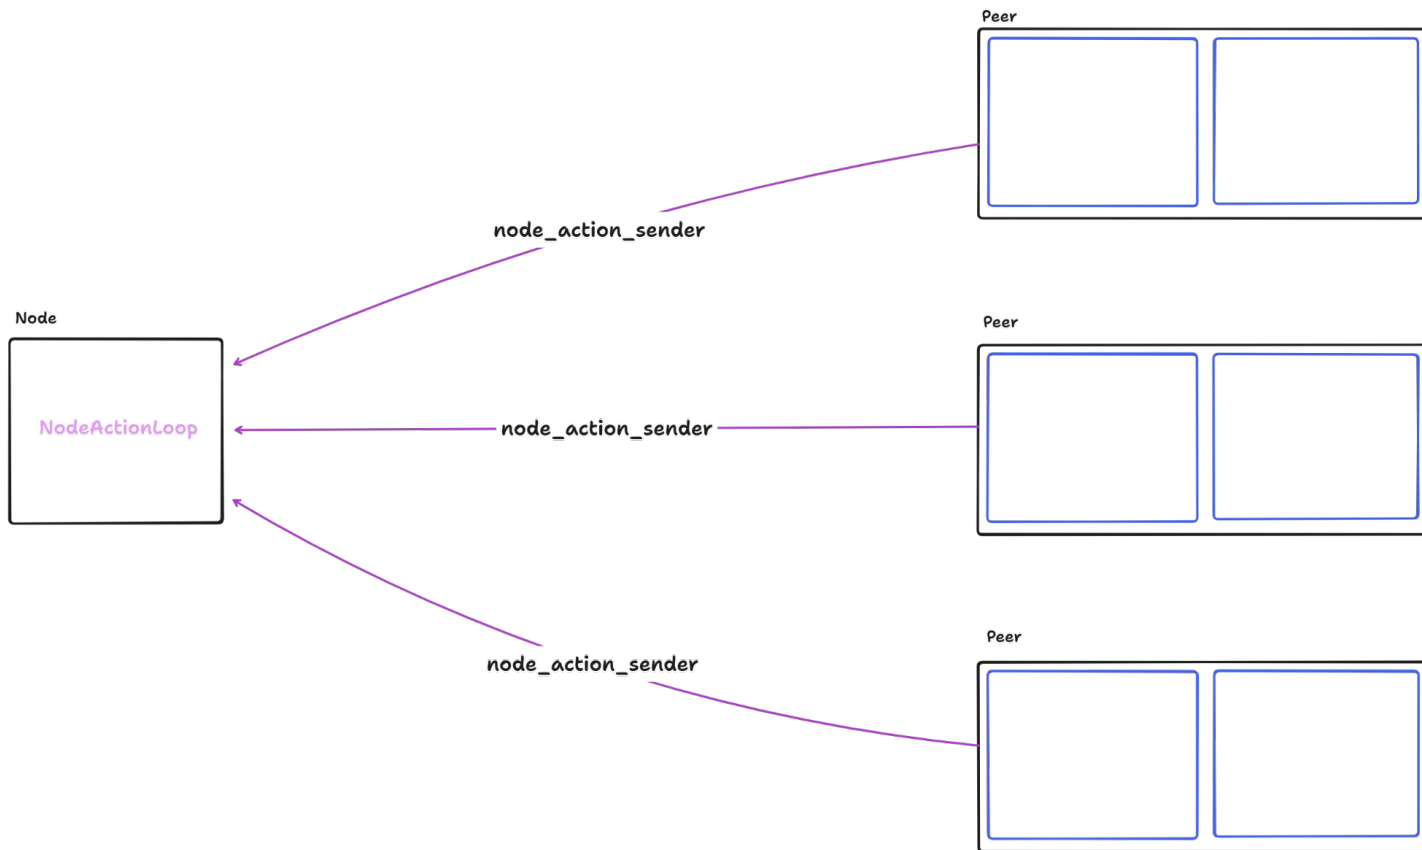 Peer
node_action_sender
Node
Peer
NodeActionLoop
node_action_sender
Peer
node_action_sender